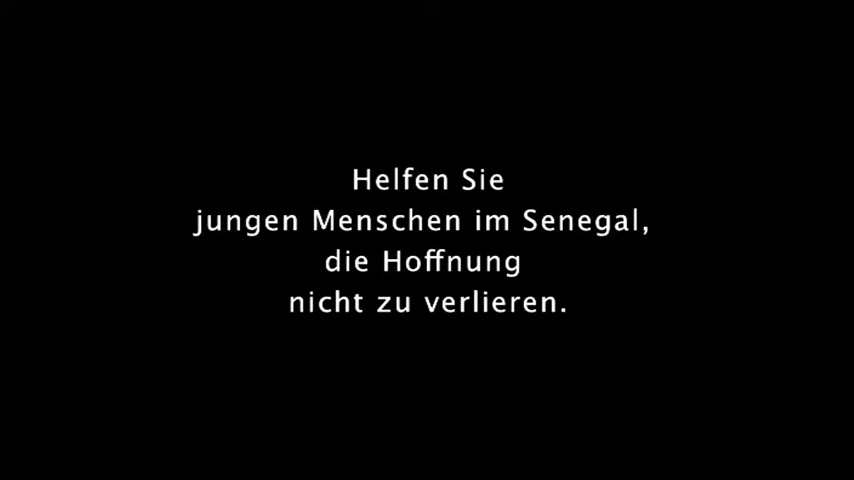 Helfen Sie
jungen Menschen im Senegal,
die Hoffnung
nicht zu verlieren.